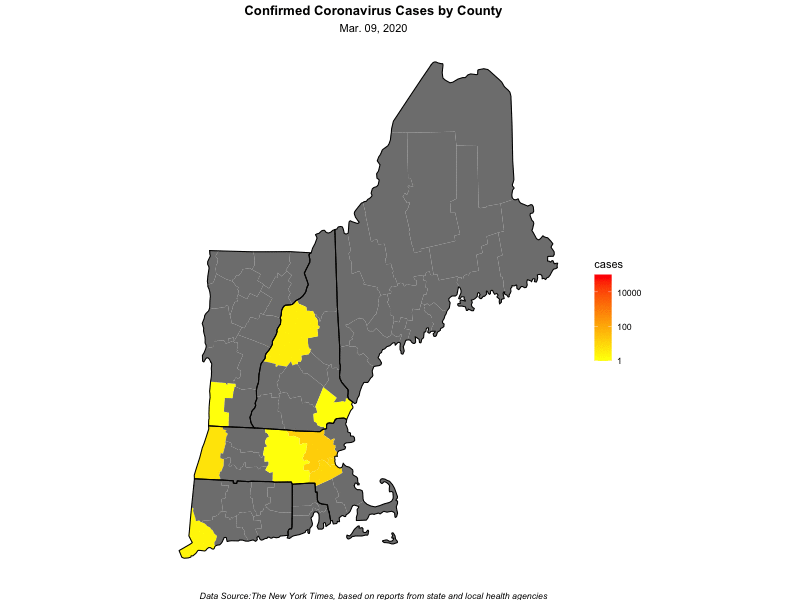 Confirmed Coronavirus Cases by County
Mar. 09, 2020
cases
10000
100
1
Data Source:The New York Times, based on reports from state and local health agencies